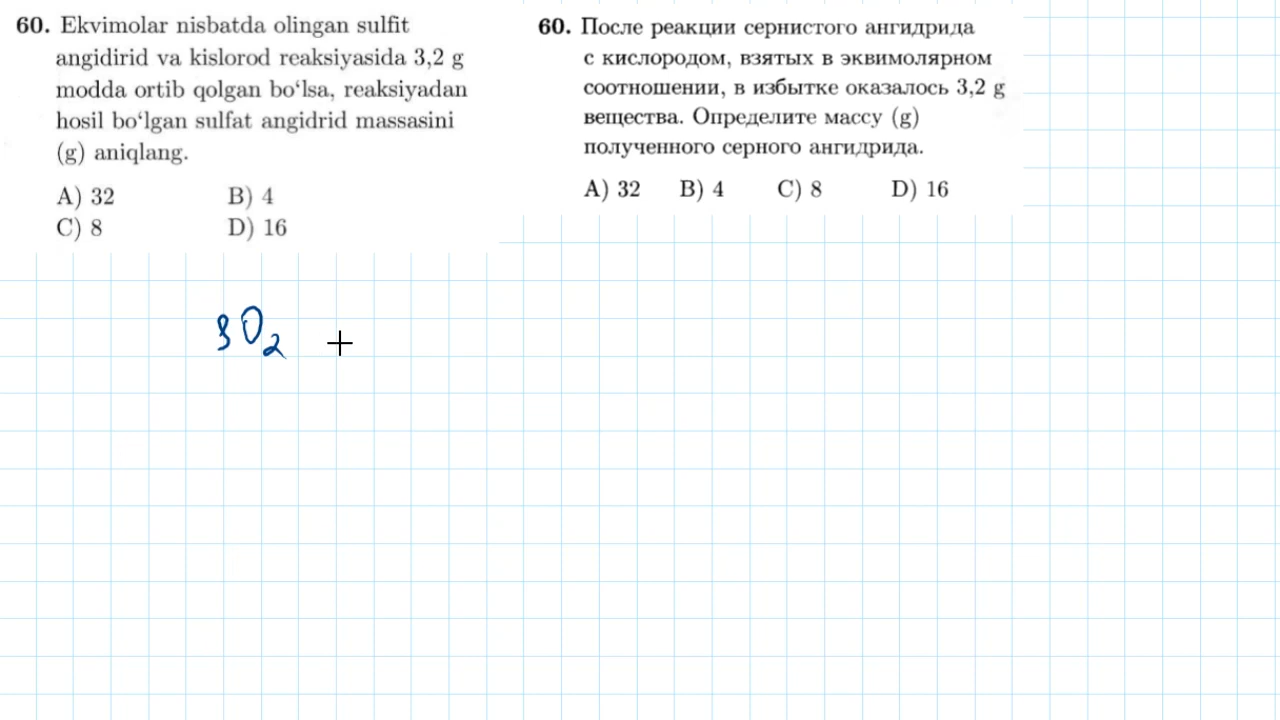 60. Ekvimolar nisbatda olingan sulfit
angidirid va kislorod reaksiyasida 3,2 g
modda ortib qolgan bo‘lsa, reaksiyadan
hosil bo‘lgan sulfat angidrid massasini
(g) aniqlang.
A) 32 B) 4
C) 8 D) 16
60. После реакции сернистого ангидрида
с кислородом, взятых в эквимолярном
соотношении, в избытке оказалось 3,2 g
вещества. Определите массу (g)
полученного серного ангидрида.
A) 32 B) 4 C) 8 D) 16
SO₂ +